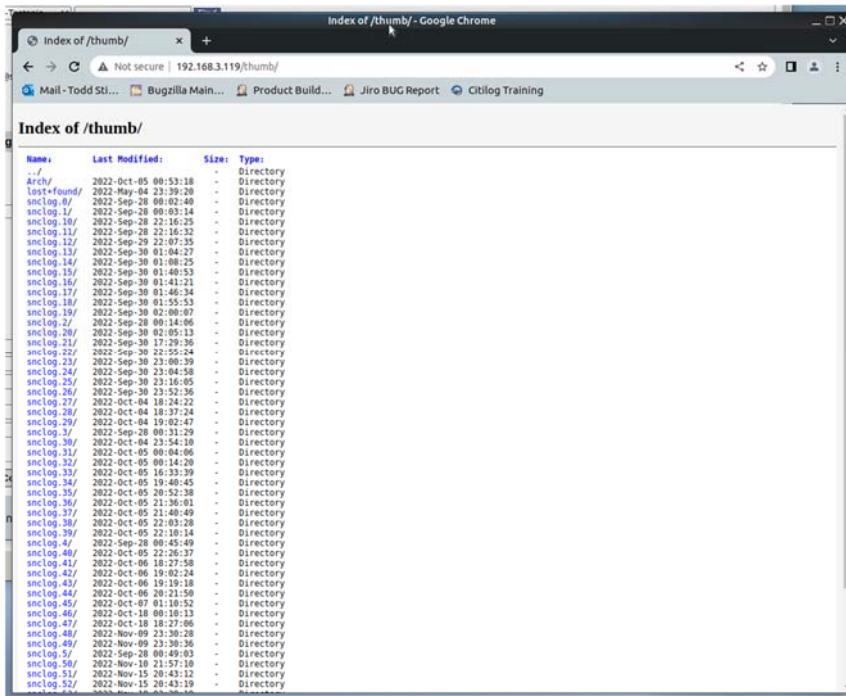 Index of /thumb/ - Google Chrome
Index of /thumb/
Not secure | 192.168.3.119/thumb/
Mail - Todd Sti... Bugzilla Main... Product Build... Jiro BUG Report Citilog Training
Index of /thumb/
Name↓ Last Modified: Size: Type:
../ - Directory
Arch/ 2022-Oct-05 00:53:18 - Directory
lost+found/ 2022-May-04 23:39:20 - Directory
snclog.0/ 2022-Sep-28 00:02:40 - Directory
snclog.1/ 2022-Sep-28 00:03:14 - Directory
snclog.10/ 2022-Sep-28 22:16:25 - Directory
snclog.11/ 2022-Sep-28 22:16:32 - Directory
snclog.12/ 2022-Sep-29 22:07:35 - Directory
snclog.13/ 2022-Sep-30 01:04:27 - Directory
snclog.14/ 2022-Sep-30 01:08:25 - Directory
snclog.15/ 2022-Sep-30 01:40:53 - Directory
snclog.16/ 2022-Sep-30 01:41:21 - Directory
snclog.17/ 2022-Sep-30 01:46:34 - Directory
snclog.18/ 2022-Sep-30 01:55:53 - Directory
snclog.19/ 2022-Sep-30 02:00:07 - Directory
snclog.2/ 2022-Sep-28 00:14:06 - Directory
snclog.20/ 2022-Sep-30 02:05:13 - Directory
snclog.21/ 2022-Sep-30 17:29:36 - Directory
snclog.22/ 2022-Sep-30 22:55:24 - Directory
snclog.23/ 2022-Sep-30 23:00:39 - Directory
snclog.24/ 2022-Sep-30 23:04:58 - Directory
snclog.25/ 2022-Sep-30 23:16:05 - Directory
snclog.26/ 2022-Sep-30 23:52:36 - Directory
snclog.27/ 2022-Oct-04 18:24:22 - Directory
snclog.28/ 2022-Oct-04 18:37:24 - Directory
snclog.29/ 2022-Oct-04 19:02:47 - Directory
snclog.3/ 2022-Sep-28 00:31:29 - Directory
snclog.30/ 2022-Oct-04 23:54:10 - Directory
snclog.31/ 2022-Oct-05 00:04:06 - Directory
snclog.32/ 2022-Oct-05 00:14:20 - Directory
snclog.33/ 2022-Oct-05 16:33:39 - Directory
snclog.34/ 2022-Oct-05 19:40:45 - Directory
snclog.35/ 2022-Oct-05 20:52:38 - Directory
snclog.36/ 2022-Oct-05 21:36:01 - Directory
snclog.37/ 2022-Oct-05 21:40:49 - Directory
snclog.38/ 2022-Oct-05 22:03:28 - Directory
snclog.39/ 2022-Oct-05 22:10:14 - Directory
snclog.4/ 2022-Sep-28 00:45:49 - Directory
snclog.40/ 2022-Oct-05 22:26:37 - Directory
snclog.41/ 2022-Oct-06 18:27:58 - Directory
snclog.42/ 2022-Oct-06 19:02:24 - Directory
snclog.43/ 2022-Oct-06 19:19:18 - Directory
snclog.44/ 2022-Oct-06 20:21:50 - Directory
snclog.45/ 2022-Oct-07 01:10:52 - Directory
snclog.46/ 2022-Oct-18 00:10:13 - Directory
snclog.47/ 2022-Oct-18 18:27:06 - Directory
snclog.48/ 2022-Nov-09 23:30:28 - Directory
snclog.49/ 2022-Nov-09 23:30:36 - Directory
snclog.5/ 2022-Sep-28 00:49:03 - Directory
snclog.50/ 2022-Nov-10 21:57:10 - Directory
snclog.51/ 2022-Nov-15 20:43:12 - Directory
snclog.52/ 2022-Nov-15 20:43:19 - Directory